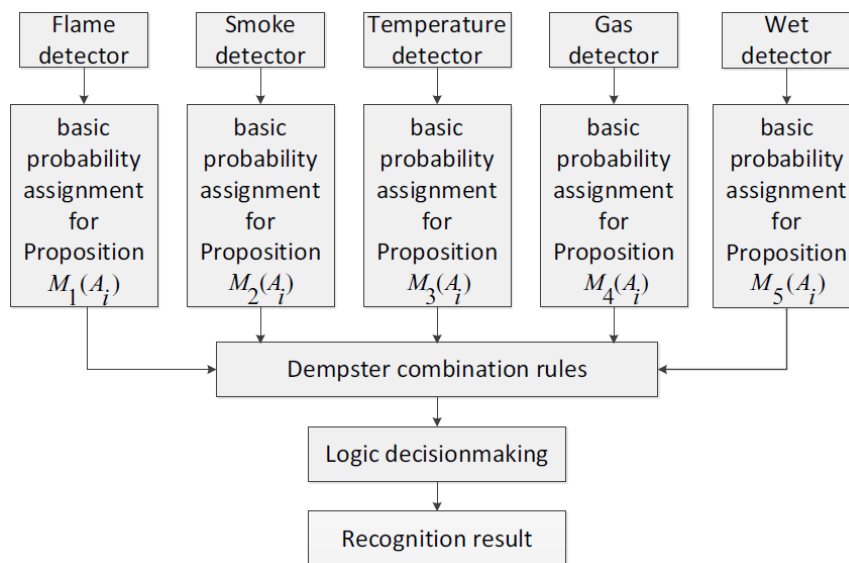 Flame
detector
Smoke
detector
Temperature
detector
Gas
detector
Wet
detector
basic
probability
assignment
for
Proposition
M₁(Aᵢ)
basic
probability
assignment
for
Proposition
M₂(Aᵢ)
basic
probability
assignment
for
Proposition
M₃(Aᵢ)
basic
probability
assignment
for
Proposition
M₄(Aᵢ)
basic
probability
assignment
for
Proposition
M₅(Aᵢ)
Dempster combination rules
Logic decisionmaking
Recognition result